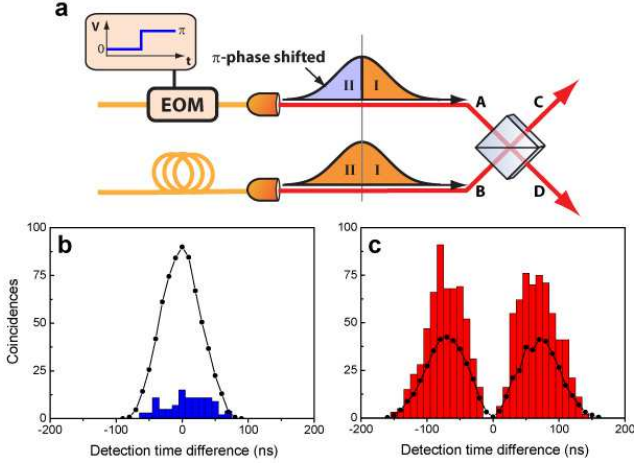 a
V
π
0
t
π-phase shifted
EOM
II I
A
C
II I
B
D
b
c
Coincidences
100
75
50
25
0
-200 -100 0 100 200
Detection time difference (ns)
100
75
50
25
0
-200 -100 0 100 200
Detection time difference (ns)